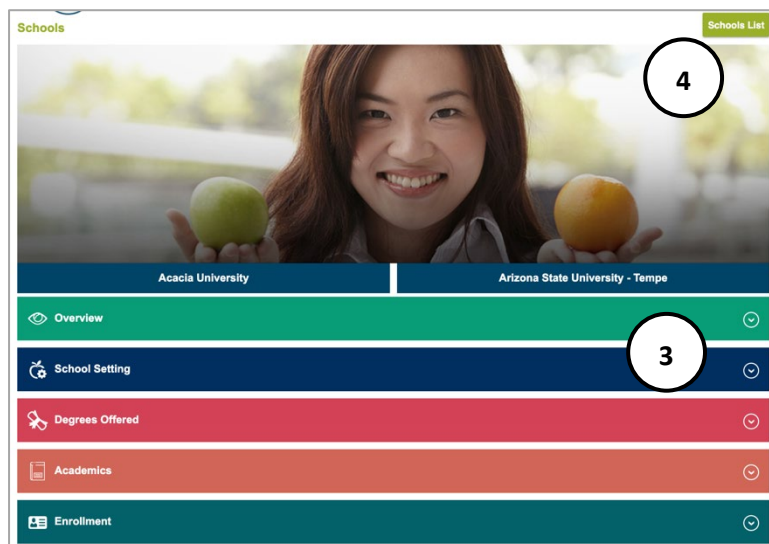 Schools
Schools List
4
Acacia University
Arizona State University - Tempe
Overview
3
School Setting
Degrees Offered
Academics
Enrollment